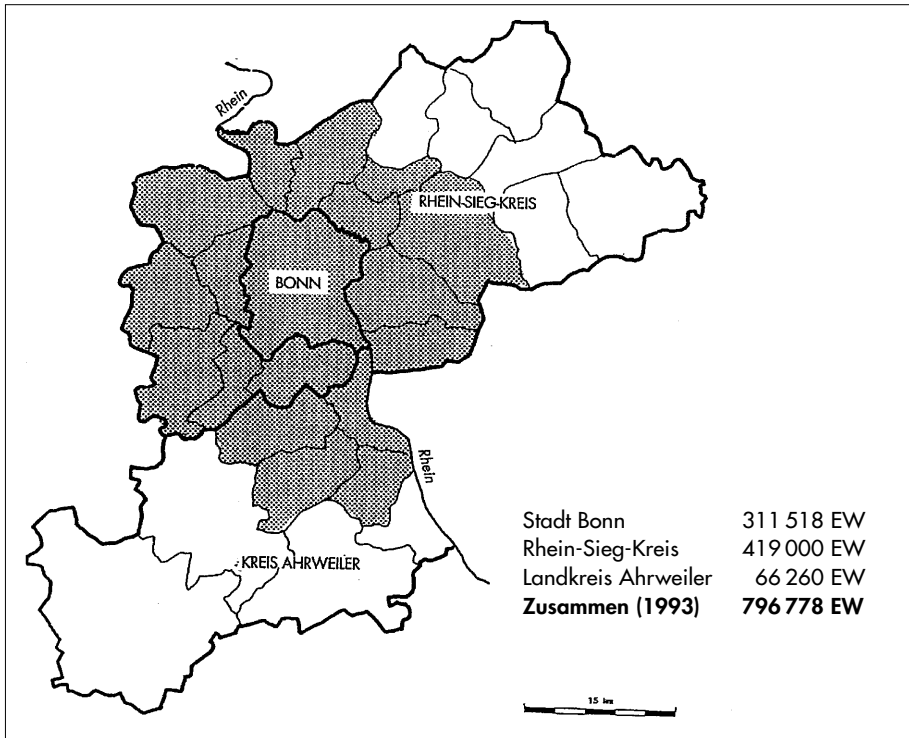 Rhein
RHEIN-SIEG-KREIS
BONN
Rhein
KREIS AHRWEILER
Stadt Bonn 311 518 EW
Rhein-Sieg-Kreis 419 000 EW
Landkreis Ahrweiler 66 260 EW
Zusammen (1993) 796 778 EW
15 km